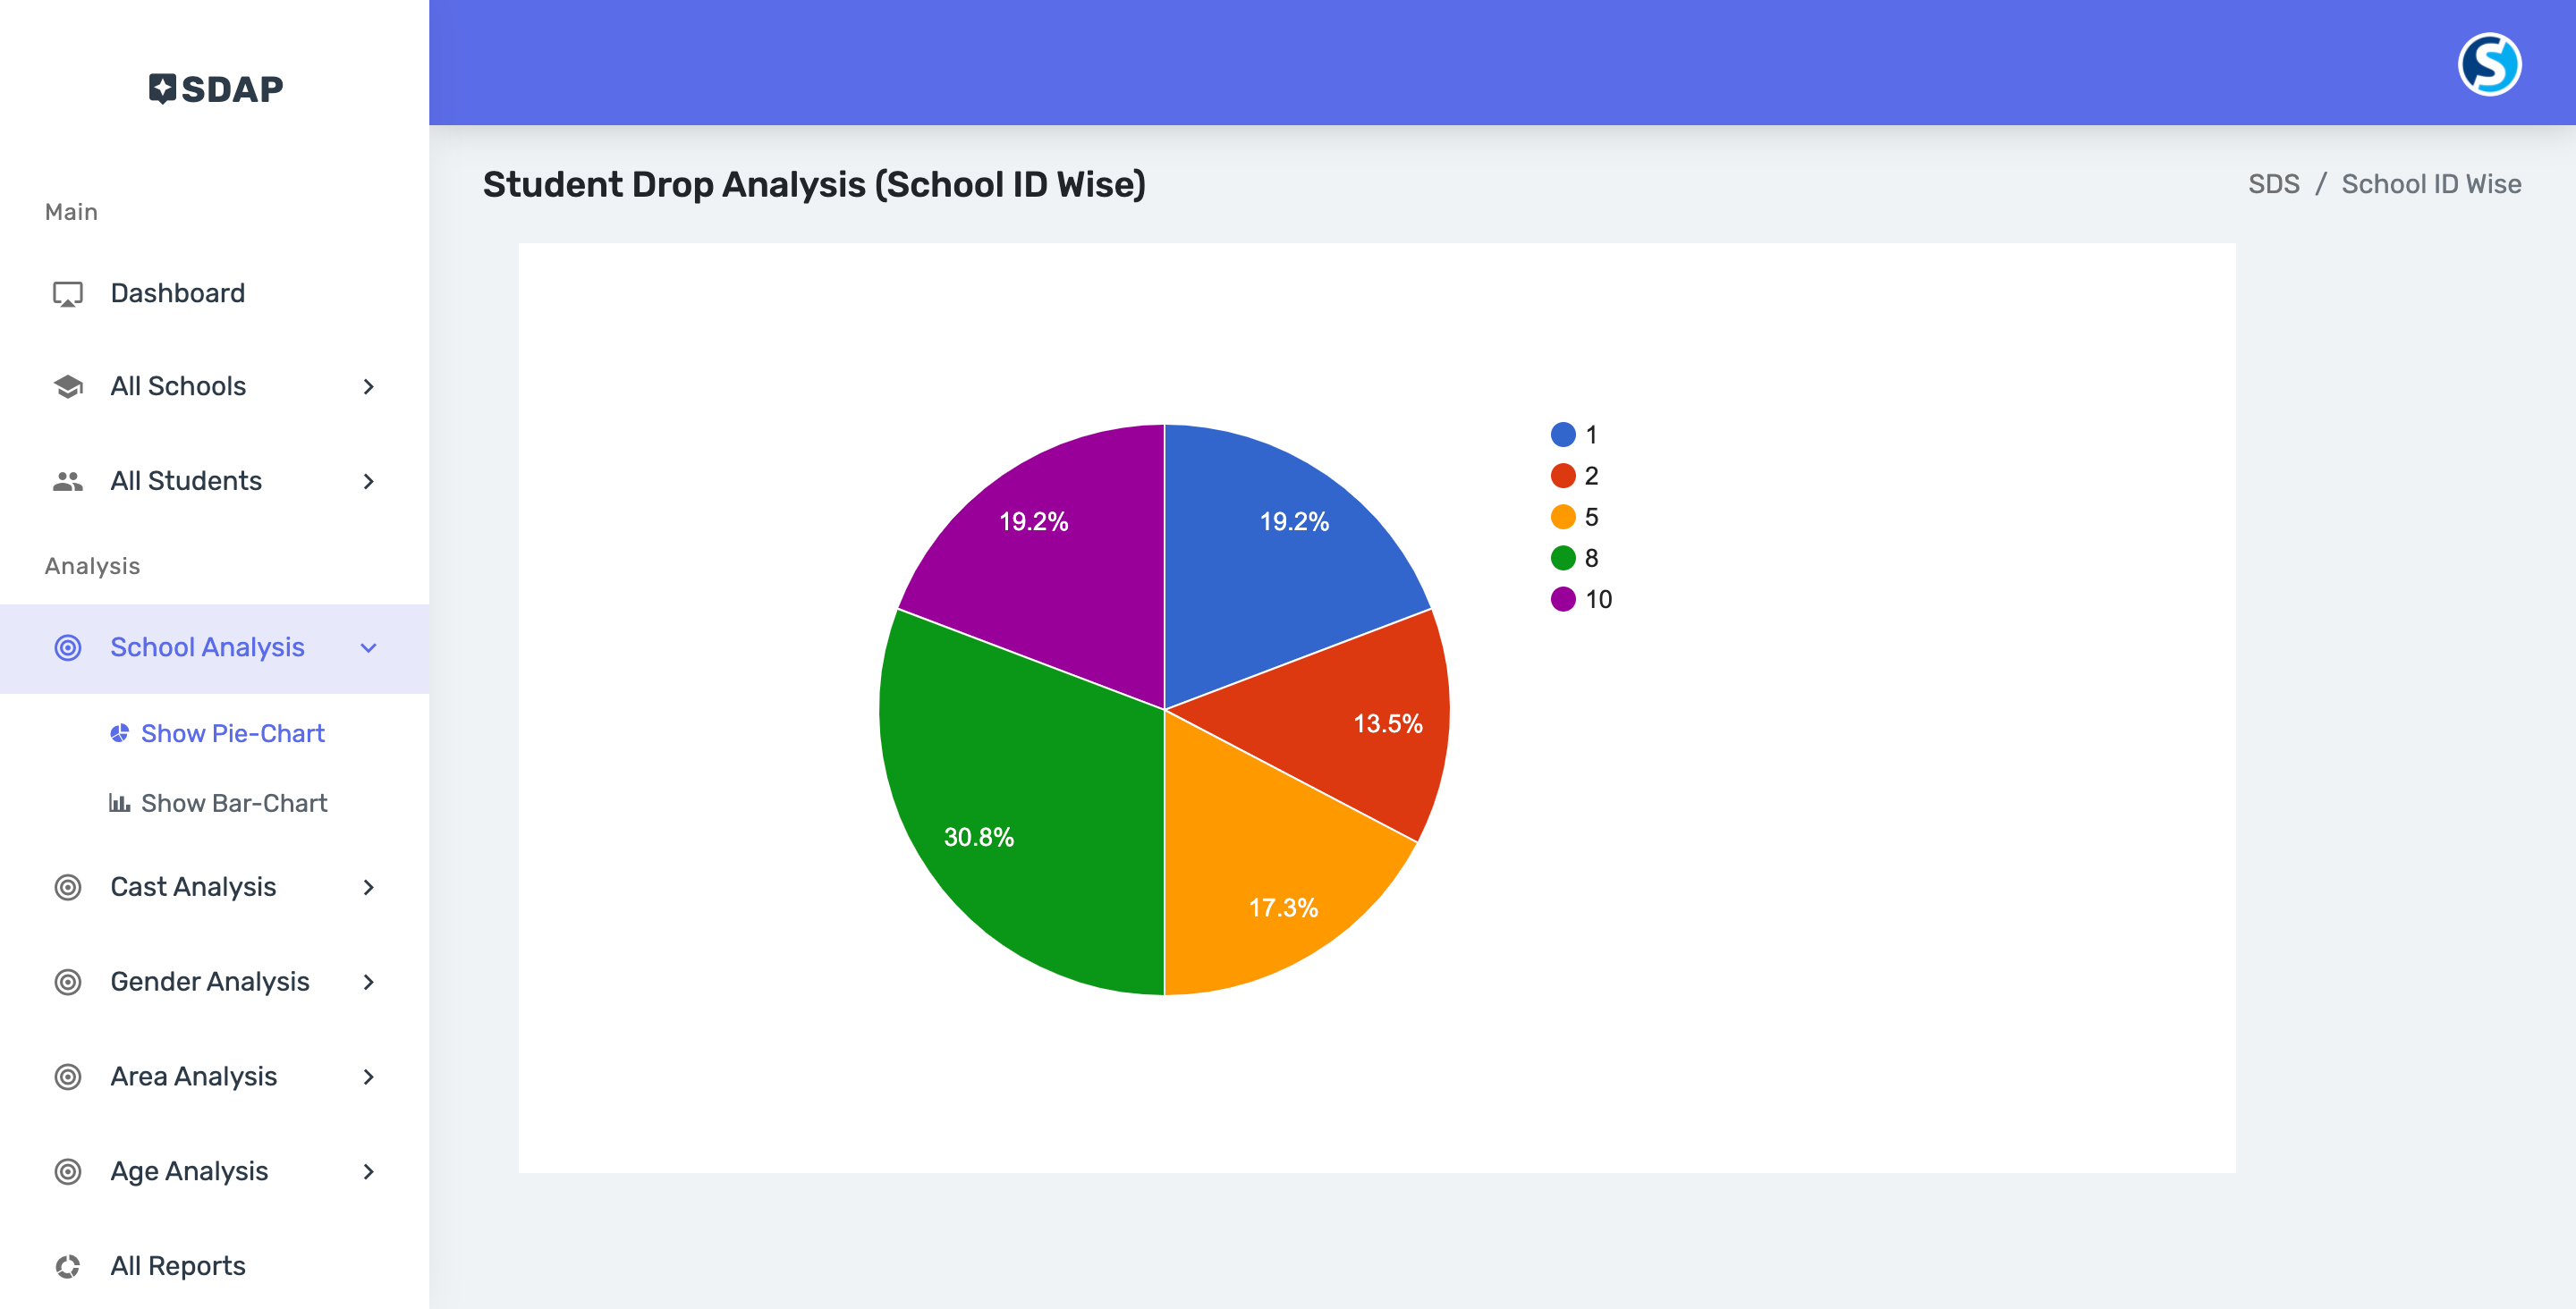 SDAP
Main
Dashboard
All Schools
All Students
Analysis
School Analysis
Show Pie-Chart
Show Bar-Chart
Cast Analysis
Gender Analysis
Area Analysis
Age Analysis
All Reports
S
Student Drop Analysis (School ID Wise)
SDS / School ID Wise
19.2%
19.2%
13.5%
30.8%
17.3%
1
2
5
8
10